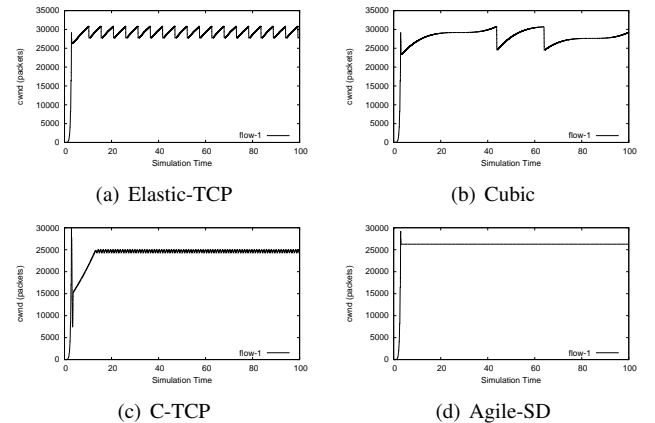 35000
30000
25000
20000
15000
10000
5000
0
0 20 40 60 80 100
cwnd (packets)
Simulation Time
flow-1
(a) Elastic-TCP
35000
30000
25000
20000
15000
10000
5000
0
0 20 40 60 80 100
cwnd (packets)
Simulation Time
flow-1
(b) Cubic
30000
25000
20000
15000
10000
5000
0
0 20 40 60 80 100
cwnd (packets)
Simulation Time
flow-1
(c) C-TCP
35000
30000
25000
20000
15000
10000
5000
0
0 20 40 60 80 100
cwnd (packets)
Simulation Time
flow-1
(d) Agile-SD